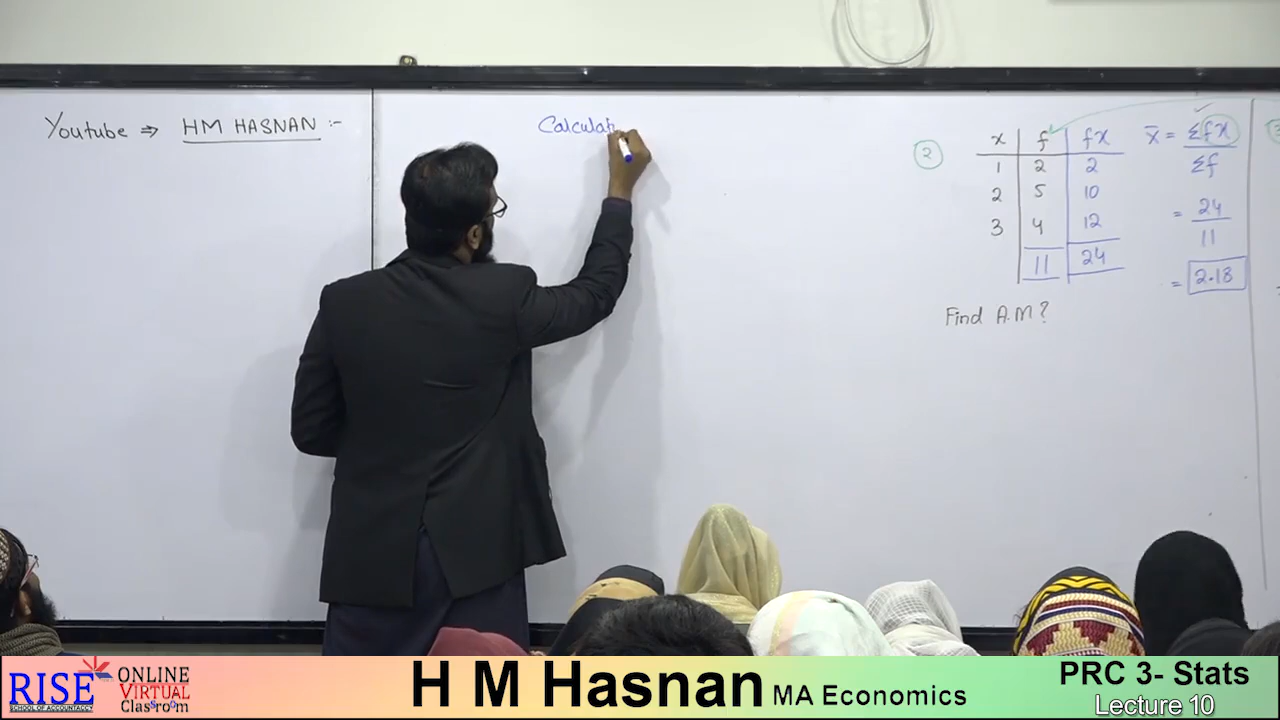 Youtube ⇒ HM HASNAN :-
Calculati
2
x f fx
1 2 2
2 5 10
3 4 12
11 24
Find A.M?
x̄ = Σfx
Σf
= 24
11
= 2.18
RISE
SCHOOL OF ACCOUNTANCY
ONLINE
VIRTUAL
Classroom
H M Hasnan MA Economics
PRC 3- Stats
Lecture 10